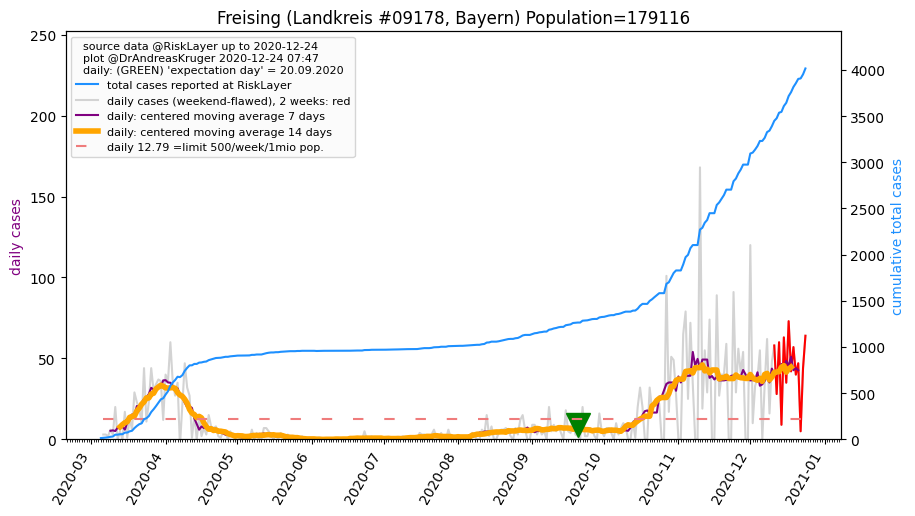 Freising (Landkreis #09178, Bayern) Population=179116
source data @RiskLayer up to 2020-12-24
plot @DrAndreasKruger 2020-12-24 07:47
daily: (GREEN) 'expectation day' = 20.09.2020
total cases reported at RiskLayer
daily cases (weekend-flawed), 2 weeks: red
daily: centered moving average 7 days
daily: centered moving average 14 days
daily 12.79 =limit 500/week/1mio pop.
daily cases
250
200
150
100
50
0
cumulative total cases
4000
3500
3000
2500
2000
1500
1000
500
0
2020-03
2020-04
2020-05
2020-06
2020-07
2020-08
2020-09
2020-10
2020-11
2020-12
2021-01